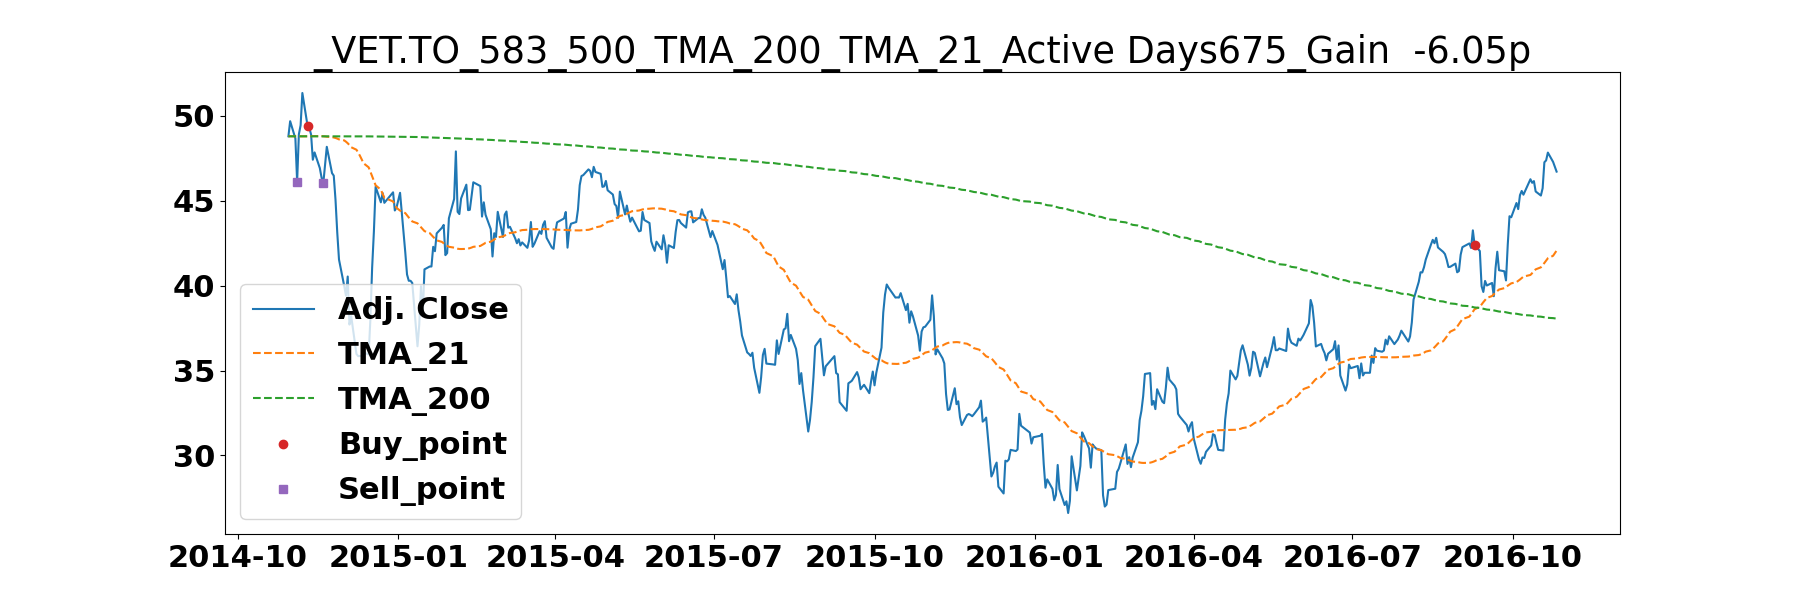 _VET.TO_583_500_TMA_200_TMA_21_Active Days675_Gain  -6.05p
50
45
40
35
30
Adj. Close
TMA_21
TMA_200
Buy_point
Sell_point
2014-10 2015-01 2015-04 2015-07 2015-10 2016-01 2016-04 2016-07 2016-10